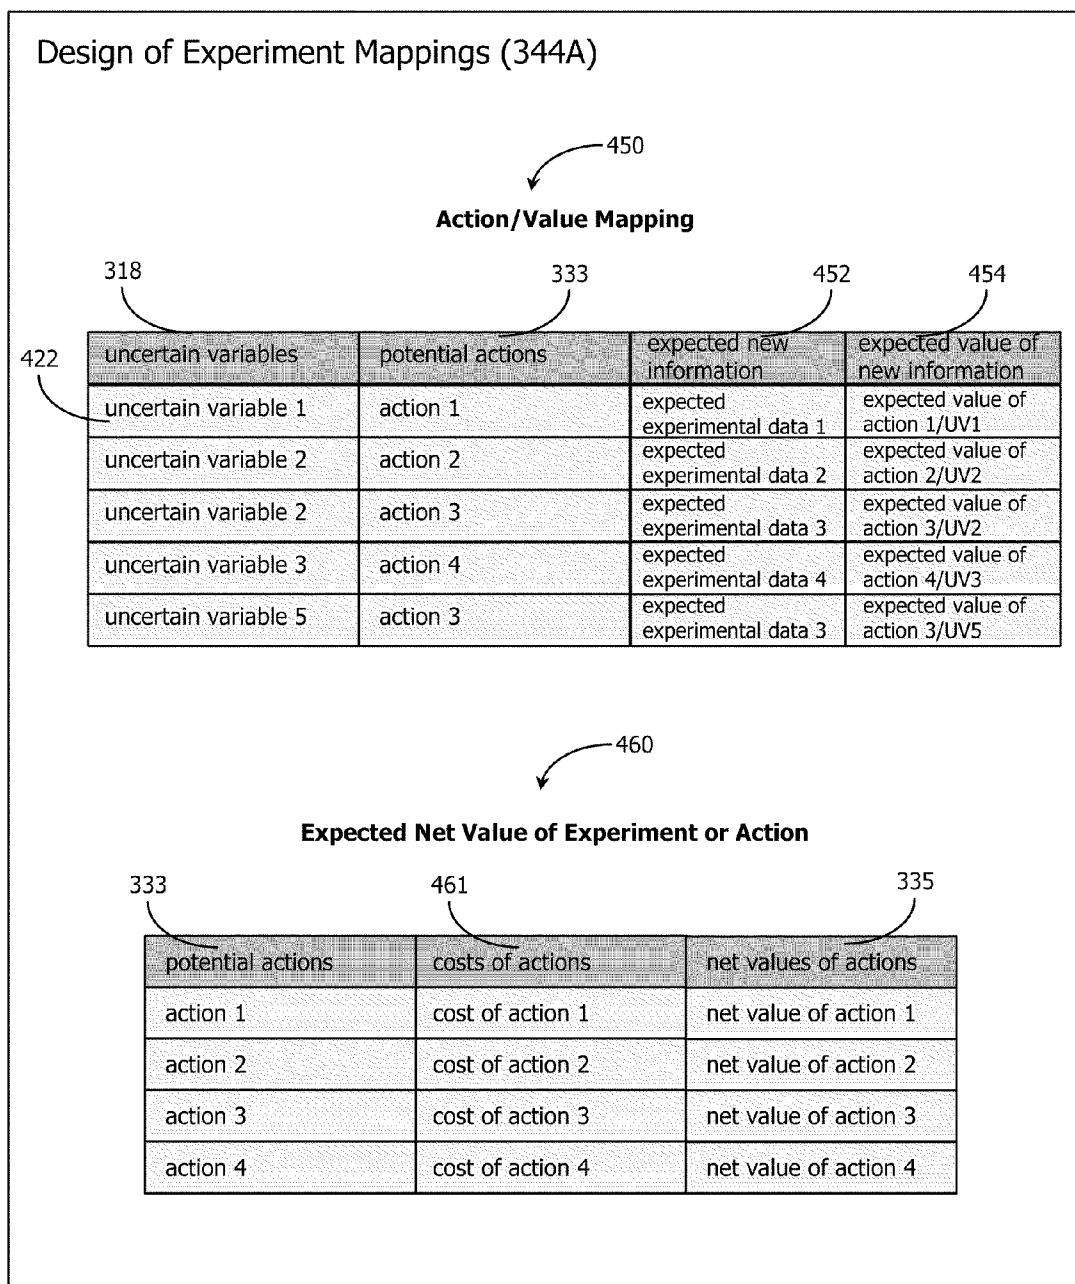 Design of Experiment Mappings (344A)
450
Action/Value Mapping
318
333
452
454
422
uncertain variables
potential actions
expected new
information
expected value of
new information
uncertain variable 1
action 1
expected
experimental data 1
expected value of
action 1/UV1
uncertain variable 2
action 2
expected
experimental data 2
expected value of
action 2/UV2
uncertain variable 2
action 3
expected
experimental data 3
expected value of
action 3/UV2
uncertain variable 3
action 4
expected
experimental data 4
expected value of
action 4/UV3
uncertain variable 5
action 3
expected
experimental data 3
expected value of
action 3/UV5
460
Expected Net Value of Experiment or Action
333
461
335
potential actions
costs of actions
net values of actions
action 1
cost of action 1
net value of action 1
action 2
cost of action 2
net value of action 2
action 3
cost of action 3
net value of action 3
action 4
cost of action 4
net value of action 4